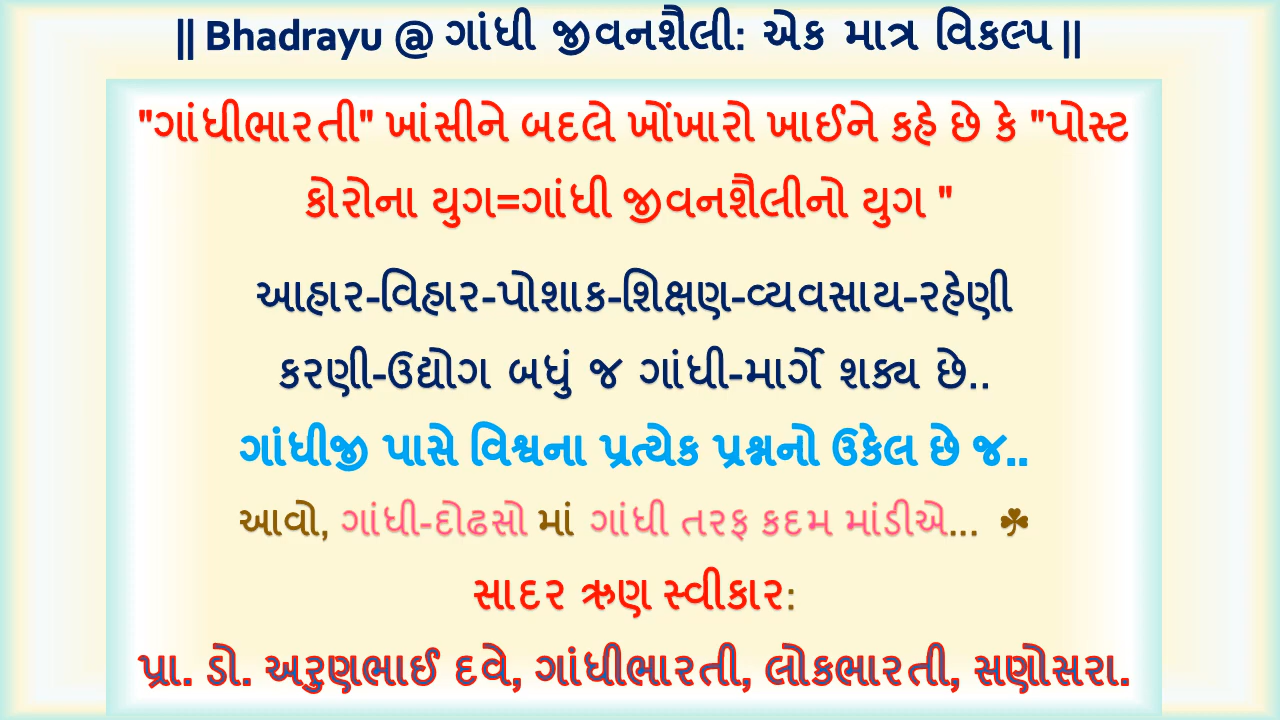 || Bhadrayu @ ગાંધી જીવનશૈલી: એક માત્ર વિકલ્પ ||
"ગાંધીભારતી" ખાંસીને બદલે ખોંખારો ખાઈને કહે છે કે "પોસ્ટ
કોરોના યુગ=ગાંધી જીવનશૈલીનો યુગ "
આહાર-વિહાર-પોશાક-શિક્ષણ-વ્યવસાય-રહેણી
કરણી-ઉદ્યોગ બધું જ ગાંધી-માર્ગે શક્ય છે..
ગાંધીજી પાસે વિશ્વના પ્રત્યેક પ્રશ્નનો ઉકેલ છે જ..
આવો, ગાંધી-દોઢસો માં ગાંધી તરફ કદમ માંડીએ... ☘
સાદર ઋણ સ્વીકાર:
પ્રા. ડો. અરુણભાઈ દવે, ગાંધીભારતી, લોકભારતી, સણોસરા.